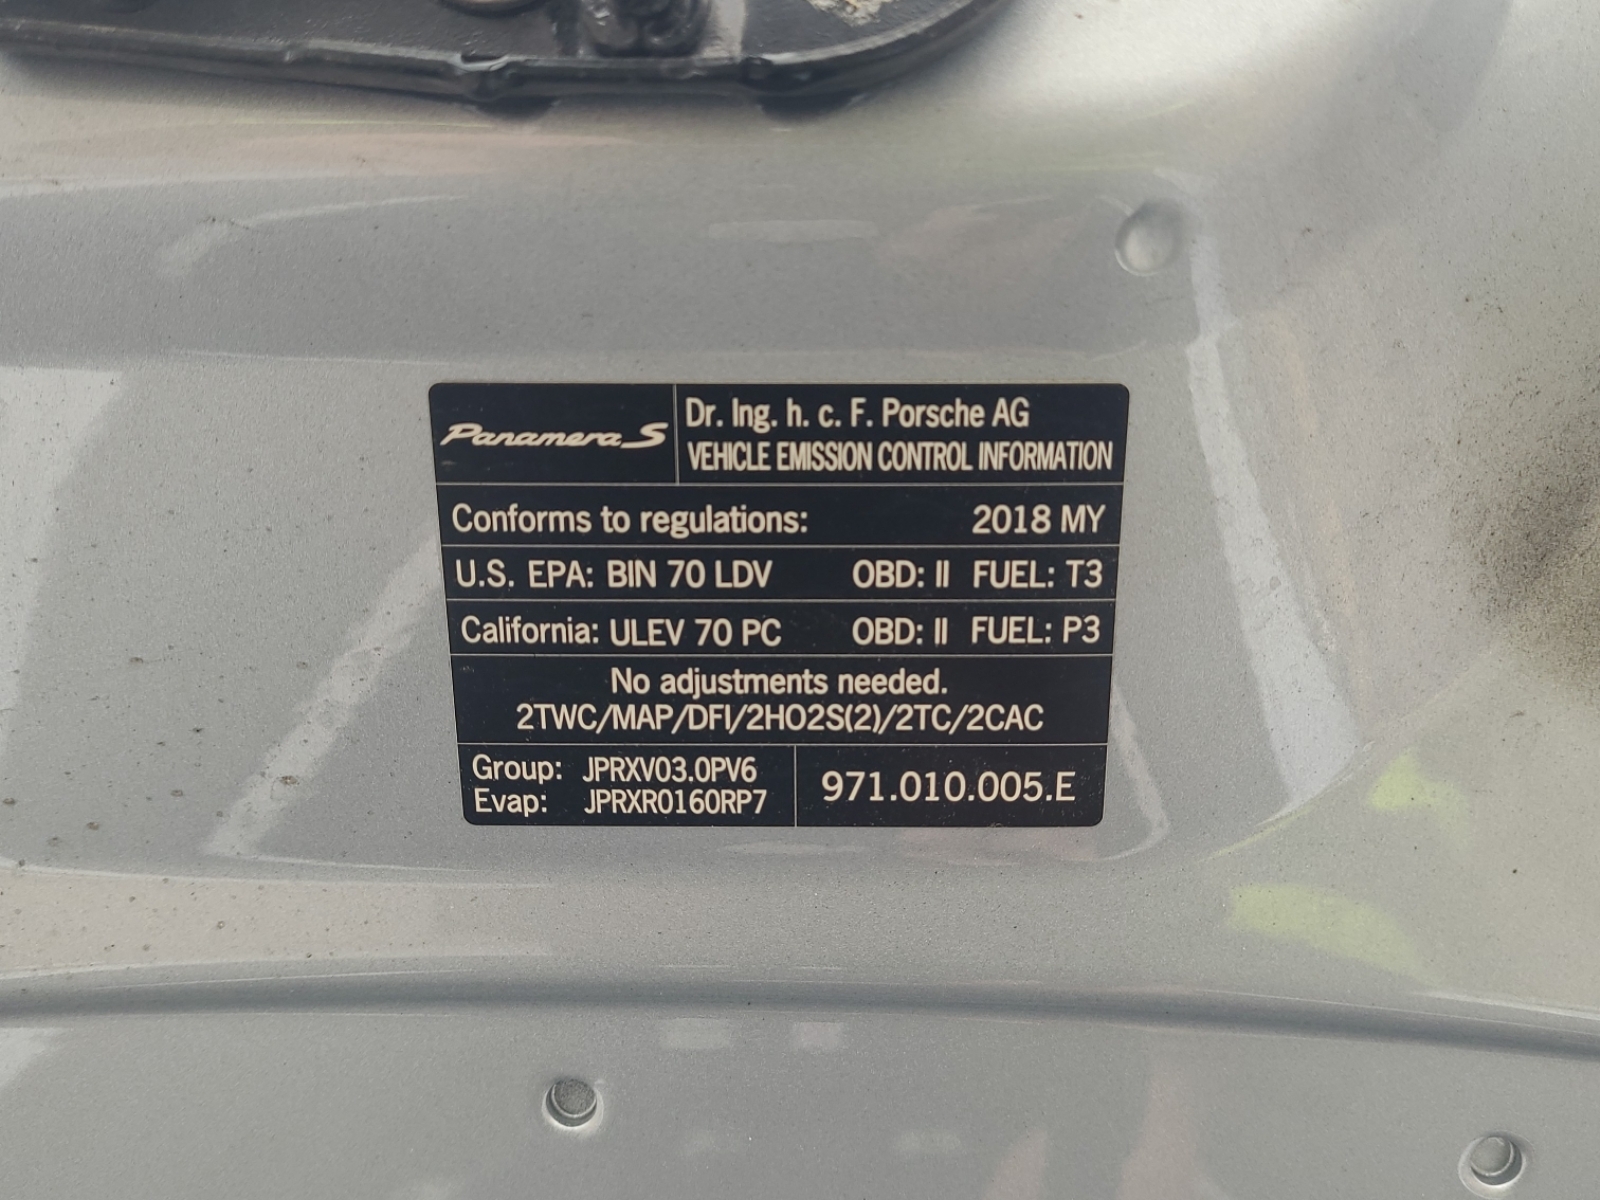 Panamera S
Dr. Ing. h. c. F. Porsche AG
VEHICLE EMISSION CONTROL INFORMATION
Conforms to regulations: 2018 MY
U.S. EPA: BIN 70 LDV OBD: II FUEL: T3
California: ULEV 70 PC OBD: II FUEL: P3
No adjustments needed.
2TWC/MAP/DFI/2HO2S(2)/2TC/2CAC
Group: JPRXV03.0PV6
Evap: JPRXR0160RP7
971.010.005.E